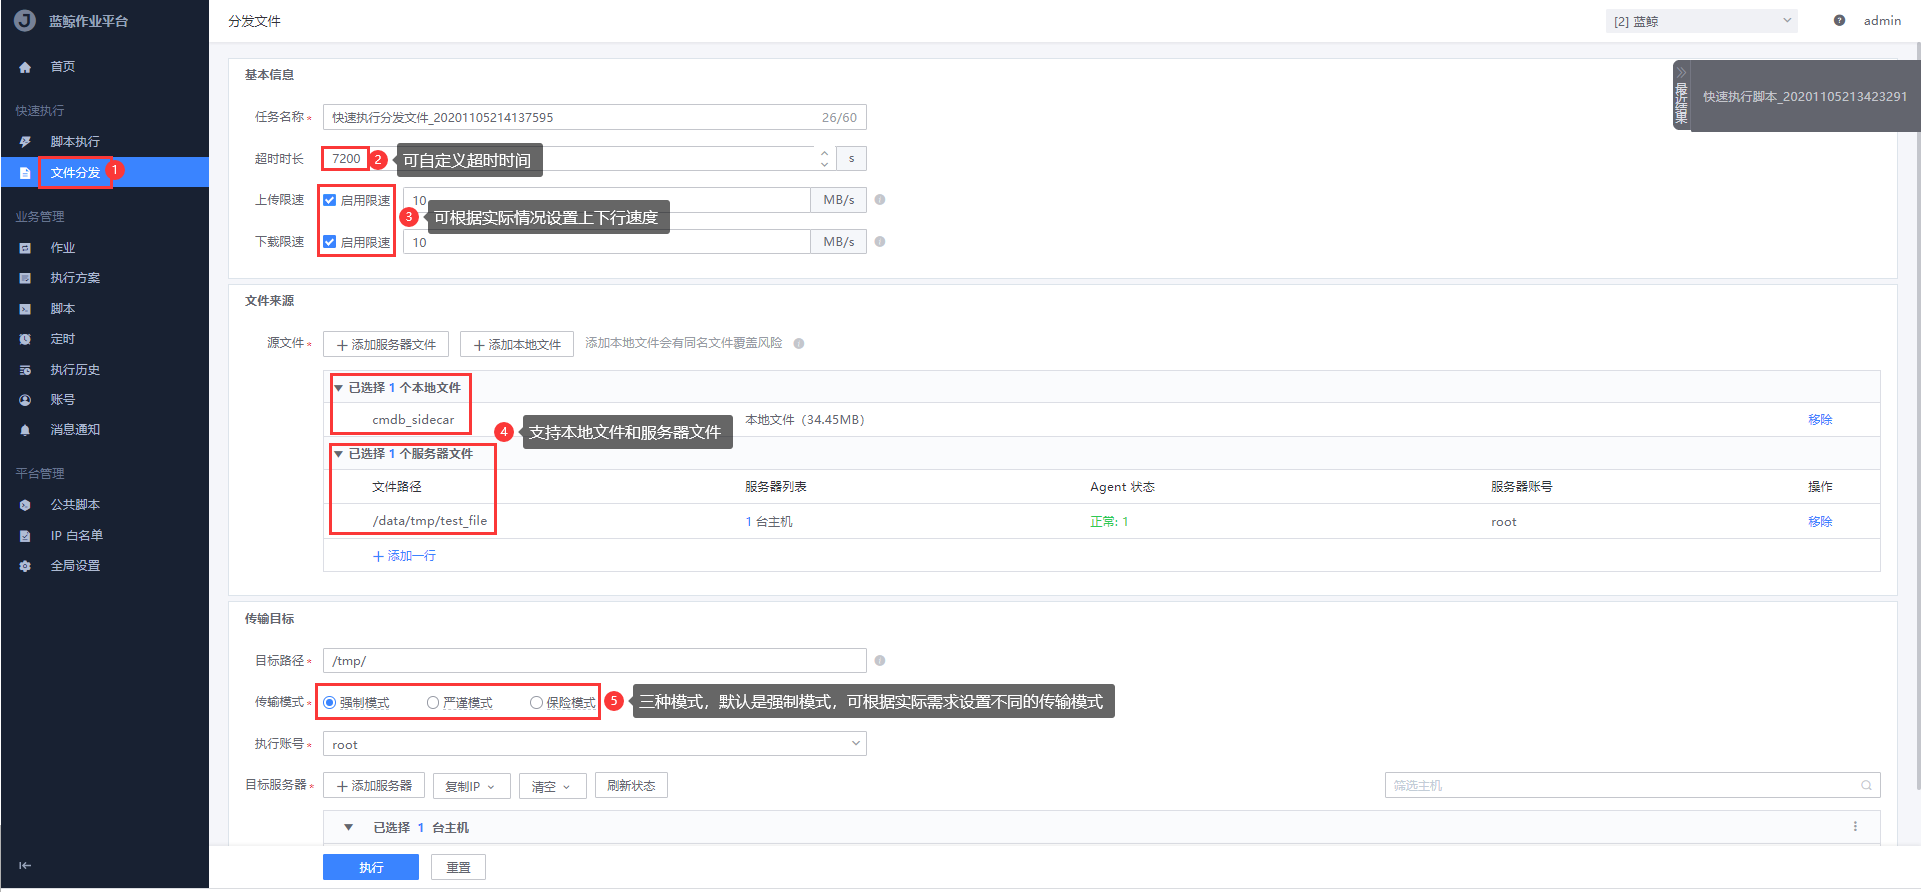 J 蓝鲸作业平台
分发文件
[2] 蓝鲸
? admin
首页
快速执行
脚本执行
文件分发
1
业务管理
作业
执行方案
脚本
定时
执行历史
账号
消息通知
平台管理
公共脚本
IP 白名单
全局设置
最近结果
快速执行脚本_20201105213423291
基本信息
任务名称 * 快速执行分发文件_20201105214137595 26/60
超时时长 7200 2 可自定义超时时间 s
上传限速 启用限速 10 MB/s
3 可根据实际情况设置上下行速度
下载限速 启用限速 10 MB/s
文件来源
源文件 * 添加服务器文件 添加本地文件 添加本地文件会有同名文件覆盖风险
已选择 1 个本地文件
cmdb_sidecar 本地文件（34.45MB） 移除
4 支持本地文件和服务器文件
已选择 1 个服务器文件
文件路径 服务器列表 Agent 状态 服务器账号 操作
/data/tmp/test_file 1 台主机 正常: 1 root 移除
添加一行
传输目标
目标路径 * /tmp/
传输模式 * 强制模式 严谨模式 保险模式 5 三种模式，默认是强制模式，可根据实际需求设置不同的传输模式
执行账号 * root
目标服务器 * 添加服务器 复制IP 清空 刷新状态 筛选主机
已选择 1 台主机
执行 重置